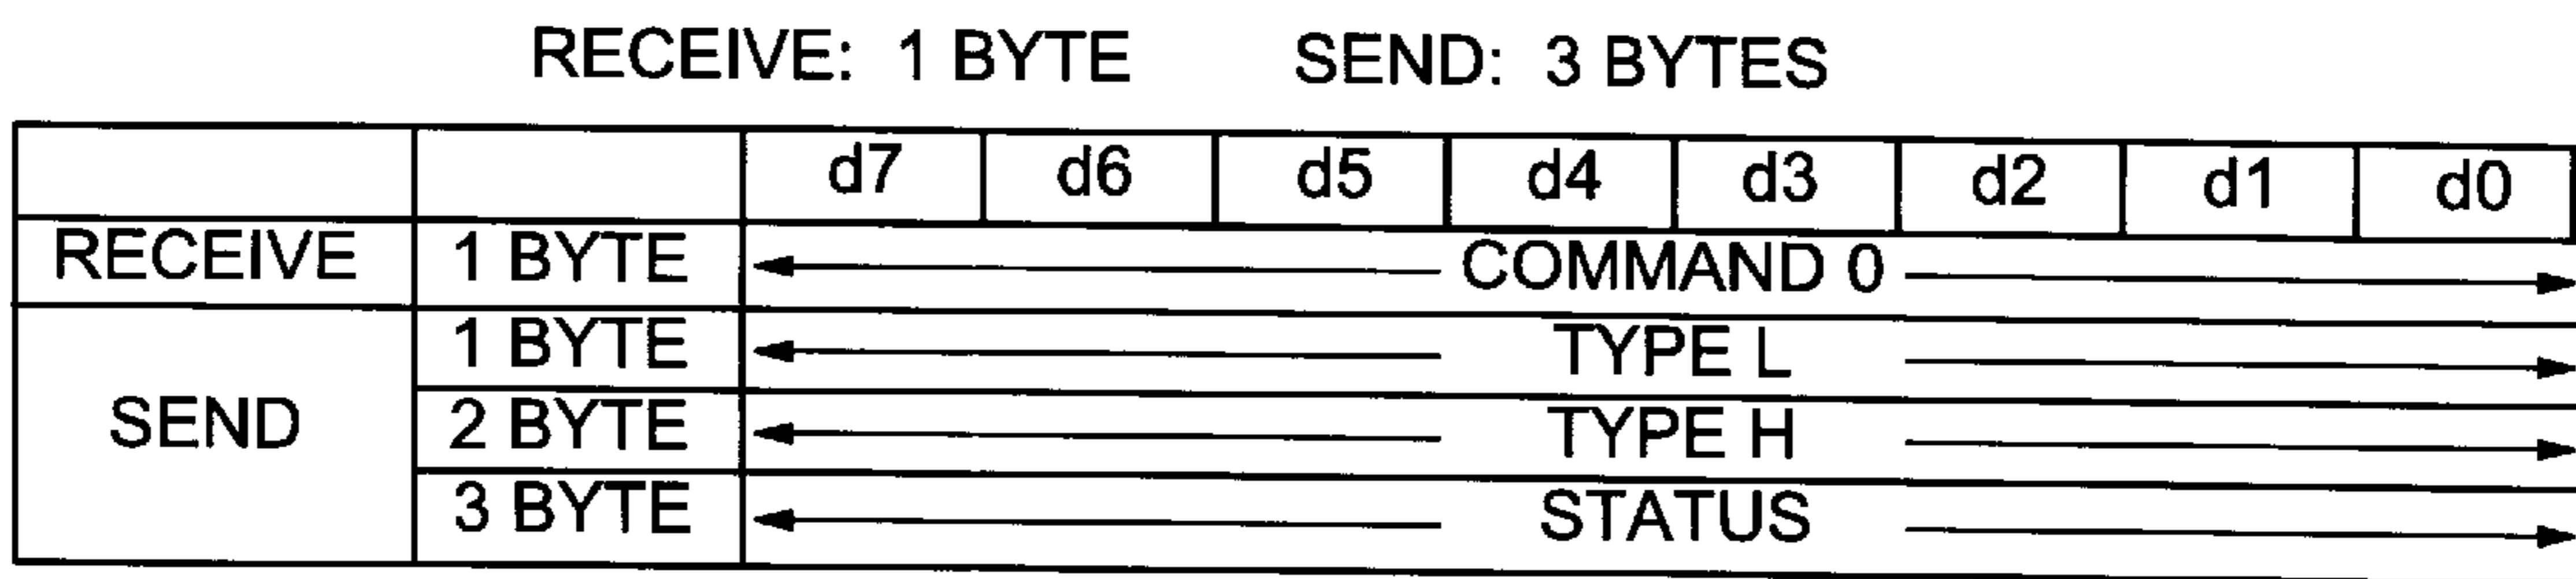 RECEIVE: 1 BYTE SEND: 3 BYTES
d7 d6 d5 d4 d3 d2 d1 d0
RECEIVE 1 BYTE COMMAND 0
1 BYTE TYPE L
SEND 2 BYTE TYPE H
3 BYTE STATUS